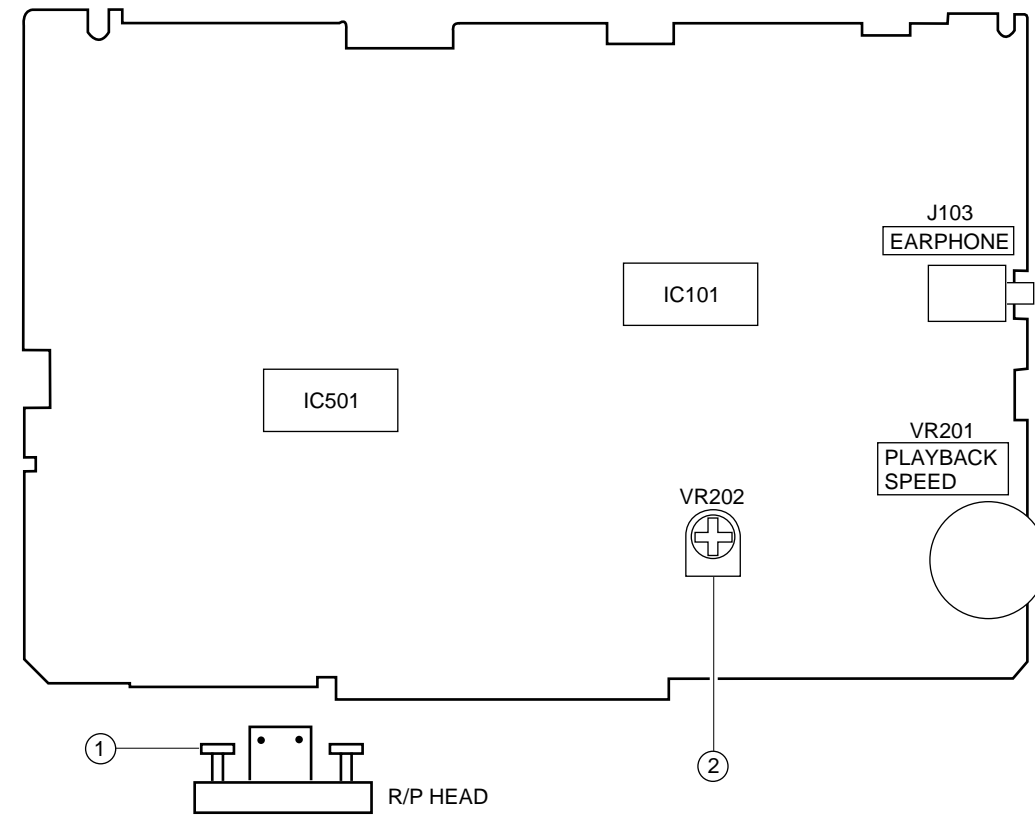 J103
EARPHONE
IC101
IC501
VR201
PLAYBACK
SPEED
VR202
1
2
R/P HEAD